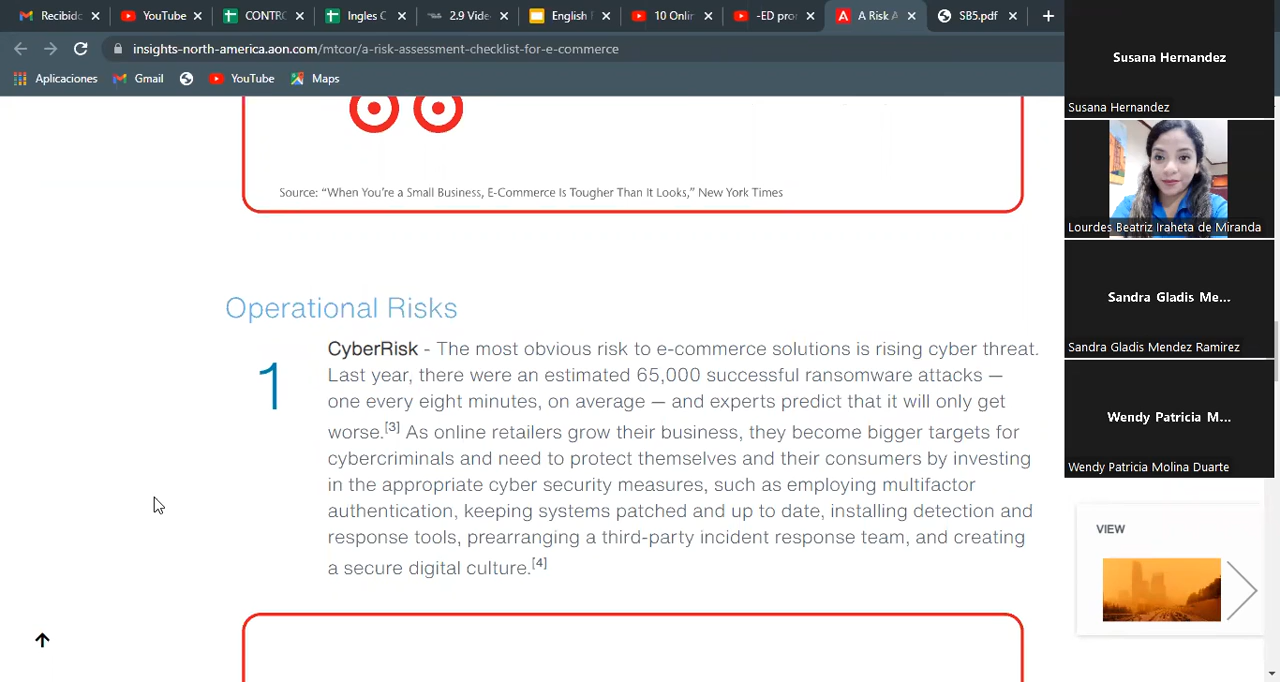 Recibido
YouTube
CONTRO
Ingles C
2.9 Vide
English
10 Onlin
-ED pro
A Risk A
SB5.pdf
insights-north-america.aon.com/mtcor/a-risk-assessment-checklist-for-e-commerce
Aplicaciones
Gmail
YouTube
Maps
Source: “When You’re a Small Business, E-Commerce Is Tougher Than It Looks,” New York Times
Operational Risks
1
CyberRisk - The most obvious risk to e-commerce solutions is rising cyber threat.
Last year, there were an estimated 65,000 successful ransomware attacks —
one every eight minutes, on average — and experts predict that it will only get
worse.[3] As online retailers grow their business, they become bigger targets for
cybercriminals and need to protect themselves and their consumers by investing
in the appropriate cyber security measures, such as employing multifactor
authentication, keeping systems patched and up to date, installing detection and
response tools, prearranging a third-party incident response team, and creating
a secure digital culture.[4]
Susana Hernandez
Susana Hernandez
Lourdes Beatriz Iraheta de Miranda
Sandra Gladis Me...
Sandra Gladis Mendez Ramirez
Wendy Patricia M...
Wendy Patricia Molina Duarte
VIEW